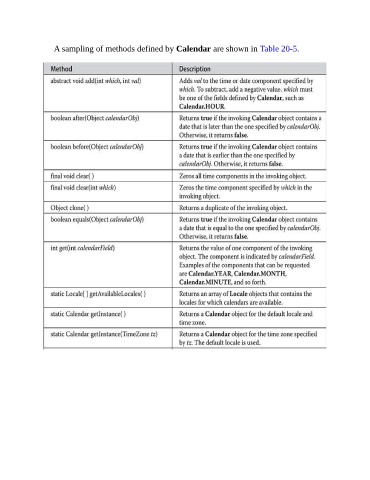 A sampling of methods defined by Calendar are shown in Table 20-5.
Method Description
abstract void add(int which, int val) Adds val to the time or date component specified by
which. To subtract, add a negative value. which must
be one of the fields defined by Calendar, such as
Calendar.HOUR.
boolean after(Object calendarObj) Returns true if the invoking Calendar object contains a
date that is later than the one specified by calendarObj.
Otherwise, it returns false.
boolean before(Object calendarObj) Returns true if the invoking Calendar object contains
a date that is earlier than the one specified by
calendarObj. Otherwise, it returns false.
final void clear( ) Zeros all time components in the invoking object.
final void clear(int which) Zeros the time component specified by which in the
invoking object.
Object clone( ) Returns a duplicate of the invoking object.
boolean equals(Object calendarObj) Returns true if the invoking Calendar object contains
a date that is equal to the one specified by calendarObj.
Otherwise, it returns false.
int get(int calendarField) Returns the value of one component of the invoking
object. The component is indicated by calendarField.
Examples of the components that can be requested
are Calendar.YEAR, Calendar.MONTH,
Calendar.MINUTE, and so forth.
static Locale[ ] getAvailableLocales( ) Returns an array of Locale objects that contains the
locales for which calendars are available.
static Calendar getInstance( ) Returns a Calendar object for the default locale and
time zone.
static Calendar getInstance(TimeZone tz) Returns a Calendar object for the time zone specified
by tz. The default locale is used.